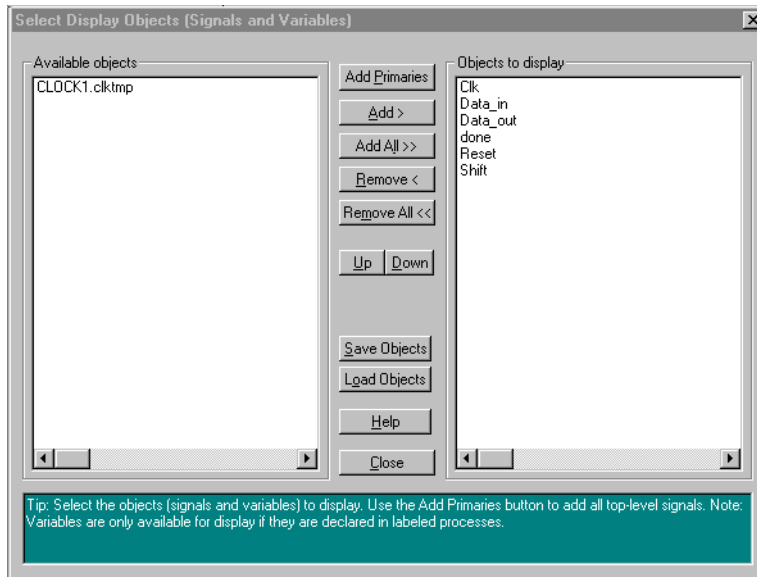 Select Display Objects (Signals and Variables)
Available objects
CLOCK1.clktmp
Add Primaries
Add >
Add All >>
Remove <
Remove All <<
Up
Down
Save Objects
Load Objects
Help
Close
Objects to display
Clk
Data_in
Data_out
done
Reset
Shift
Tip: Select the objects (signals and variables) to display. Use the Add Primaries button to add all top-level signals. Note:
Variables are only available for display if they are declared in labeled processes.